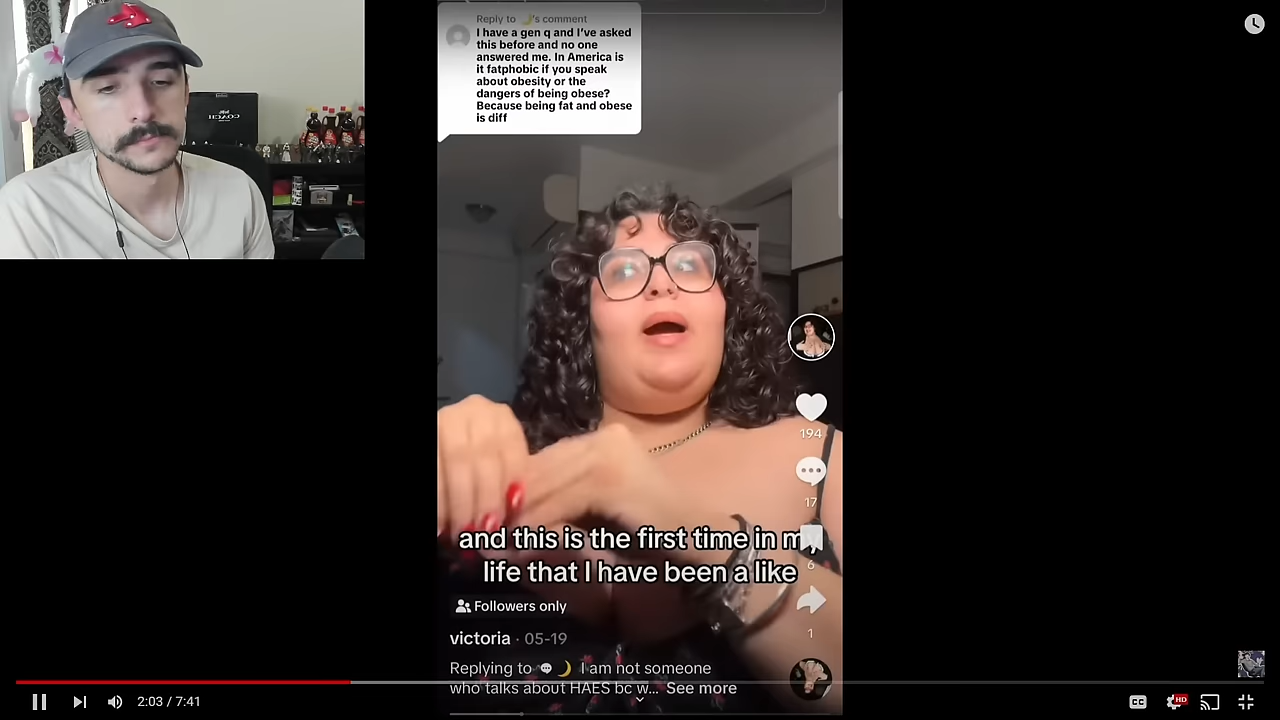 Reply to 🌙's comment
I have a gen q and I've asked
this before and no one
answered me. In America is
it fatphobic if you speak
about obesity or the
dangers of being obese?
Because being fat and obese
is diff
COACH
194
17
6
1
and this is the first time in my
life that I have been a like
Followers only
victoria · 05-19
Replying to 💬 🌙 I am not someone
who talks about HAES bc w... See more
2:03 / 7:41
CC
HD